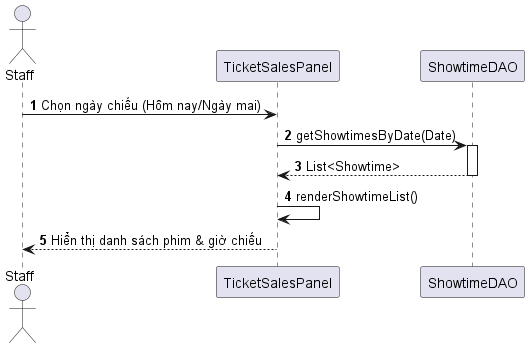 Staff
TicketSalesPanel
ShowtimeDAO
1 Chọn ngày chiếu (Hôm nay/Ngày mai)
2 getShowtimesByDate(Date)
3 List<Showtime>
4 renderShowtimeList()
5 Hiển thị danh sách phim & giờ chiếu
Staff
TicketSalesPanel
ShowtimeDAO